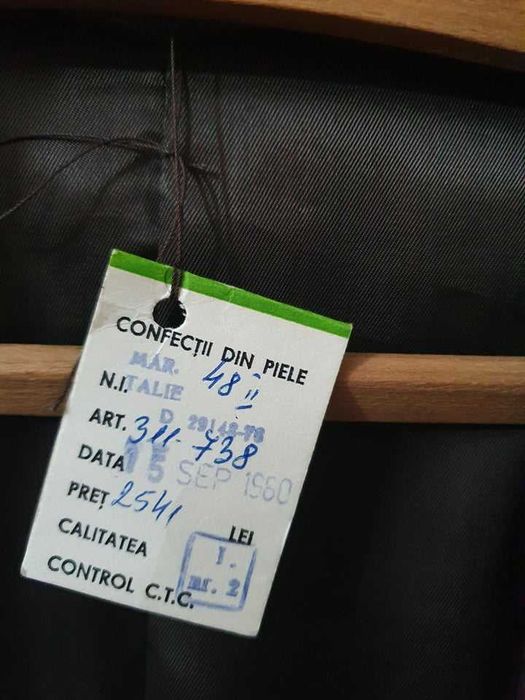 CONFECȚII DIN PIELE
MAR. 48 II
N.I. TALIE
D 29148-76
ART. 311-738
DATA 15 SEP 1980
PREȚ 2541 LEI
CALITATEA I.
CONTROL C.T.C. nr. 2